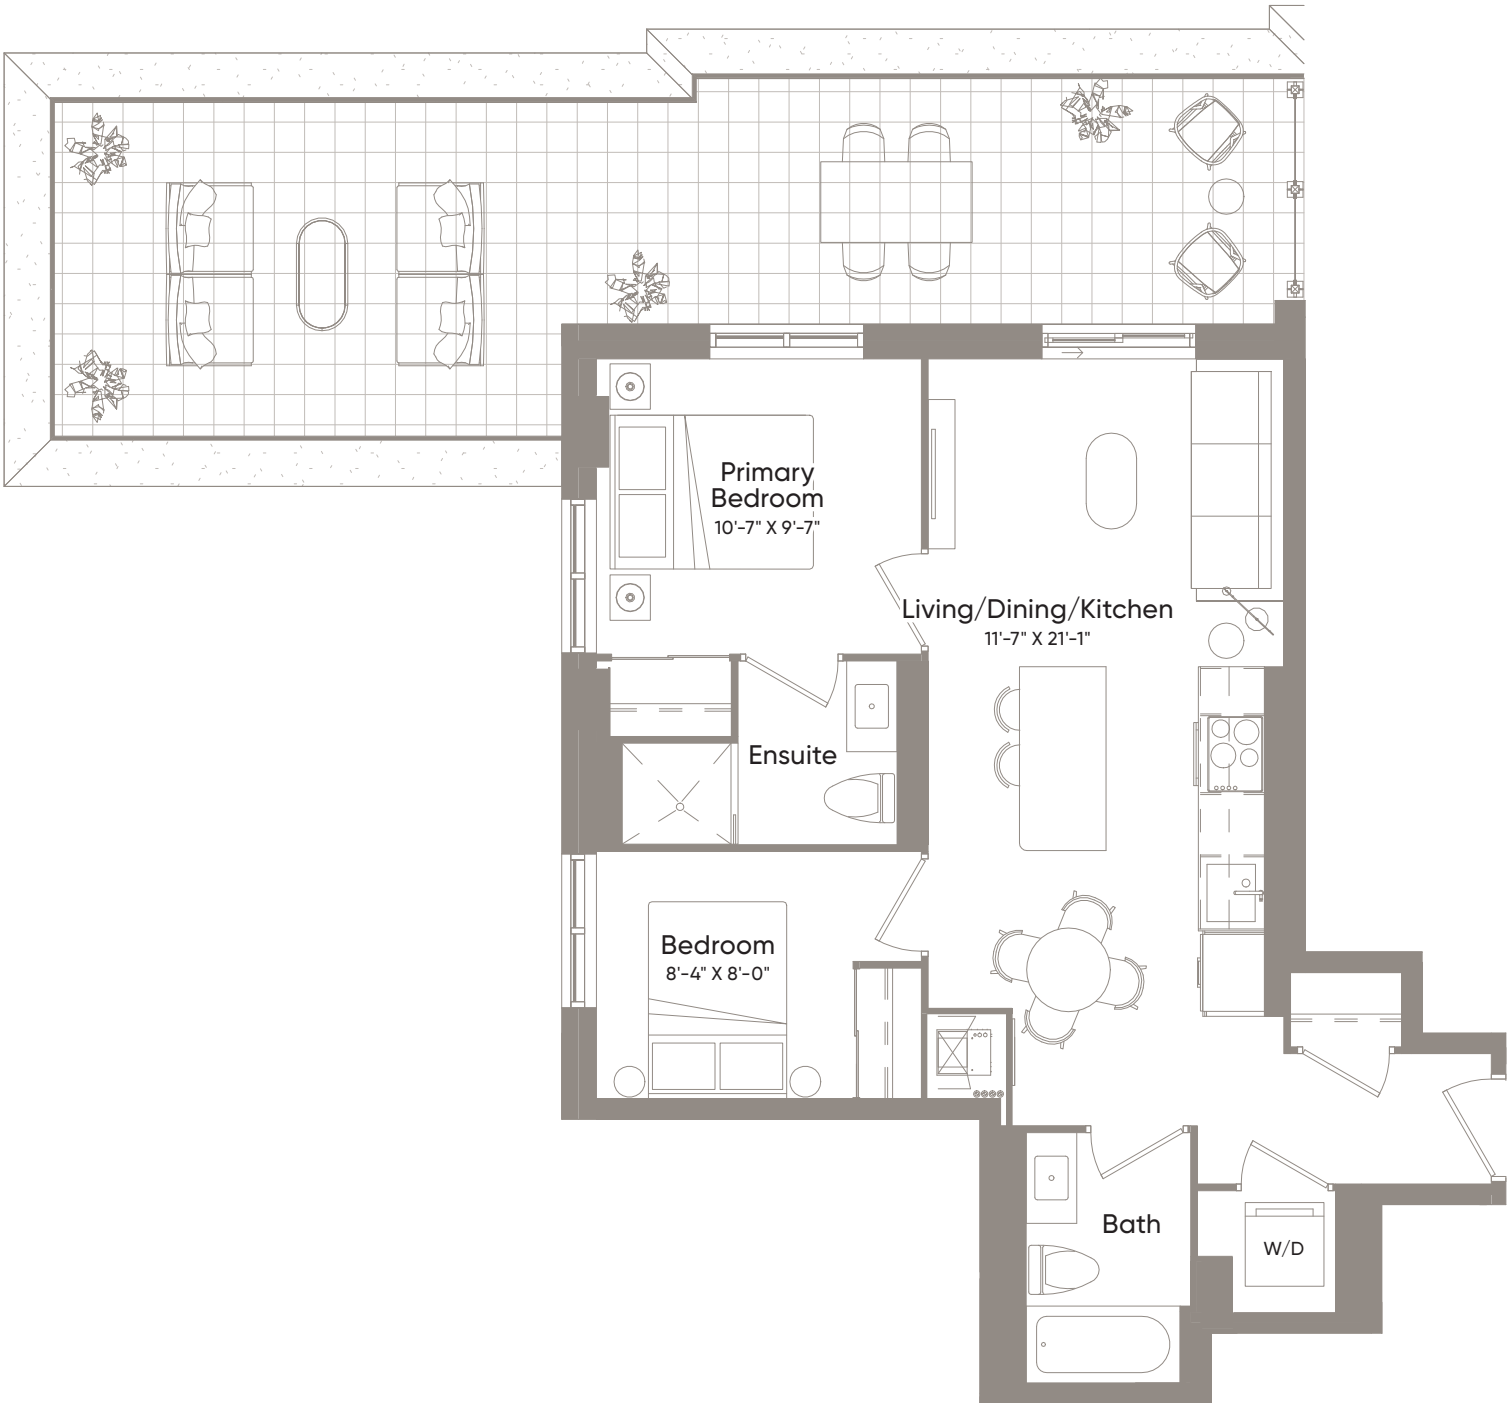 Primary
Bedroom
10'-7" X 9'-7"
Living/Dining/Kitchen
11'-7" X 21'-1"
Ensuite
Bedroom
8'-4" X 8'-0"
Bath
W/D